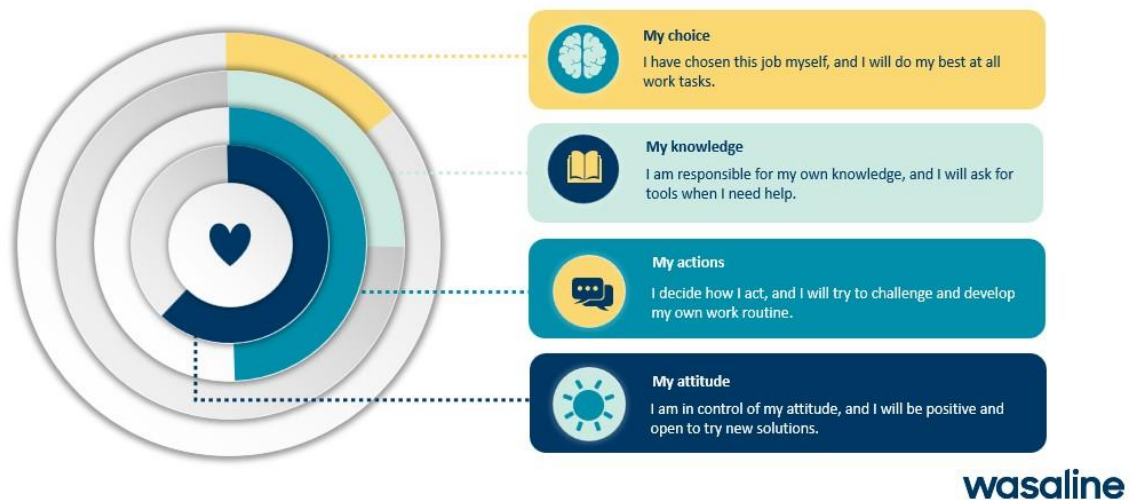 My choice
I have chosen this job myself, and I will do my best at all
work tasks.
My knowledge
I am responsible for my own knowledge, and I will ask for
tools when I need help.
My actions
I decide how I act, and I will try to challenge and develop
my own work routine.
My attitude
I am in control of my attitude, and I will be positive and
open to try new solutions.
wasaline